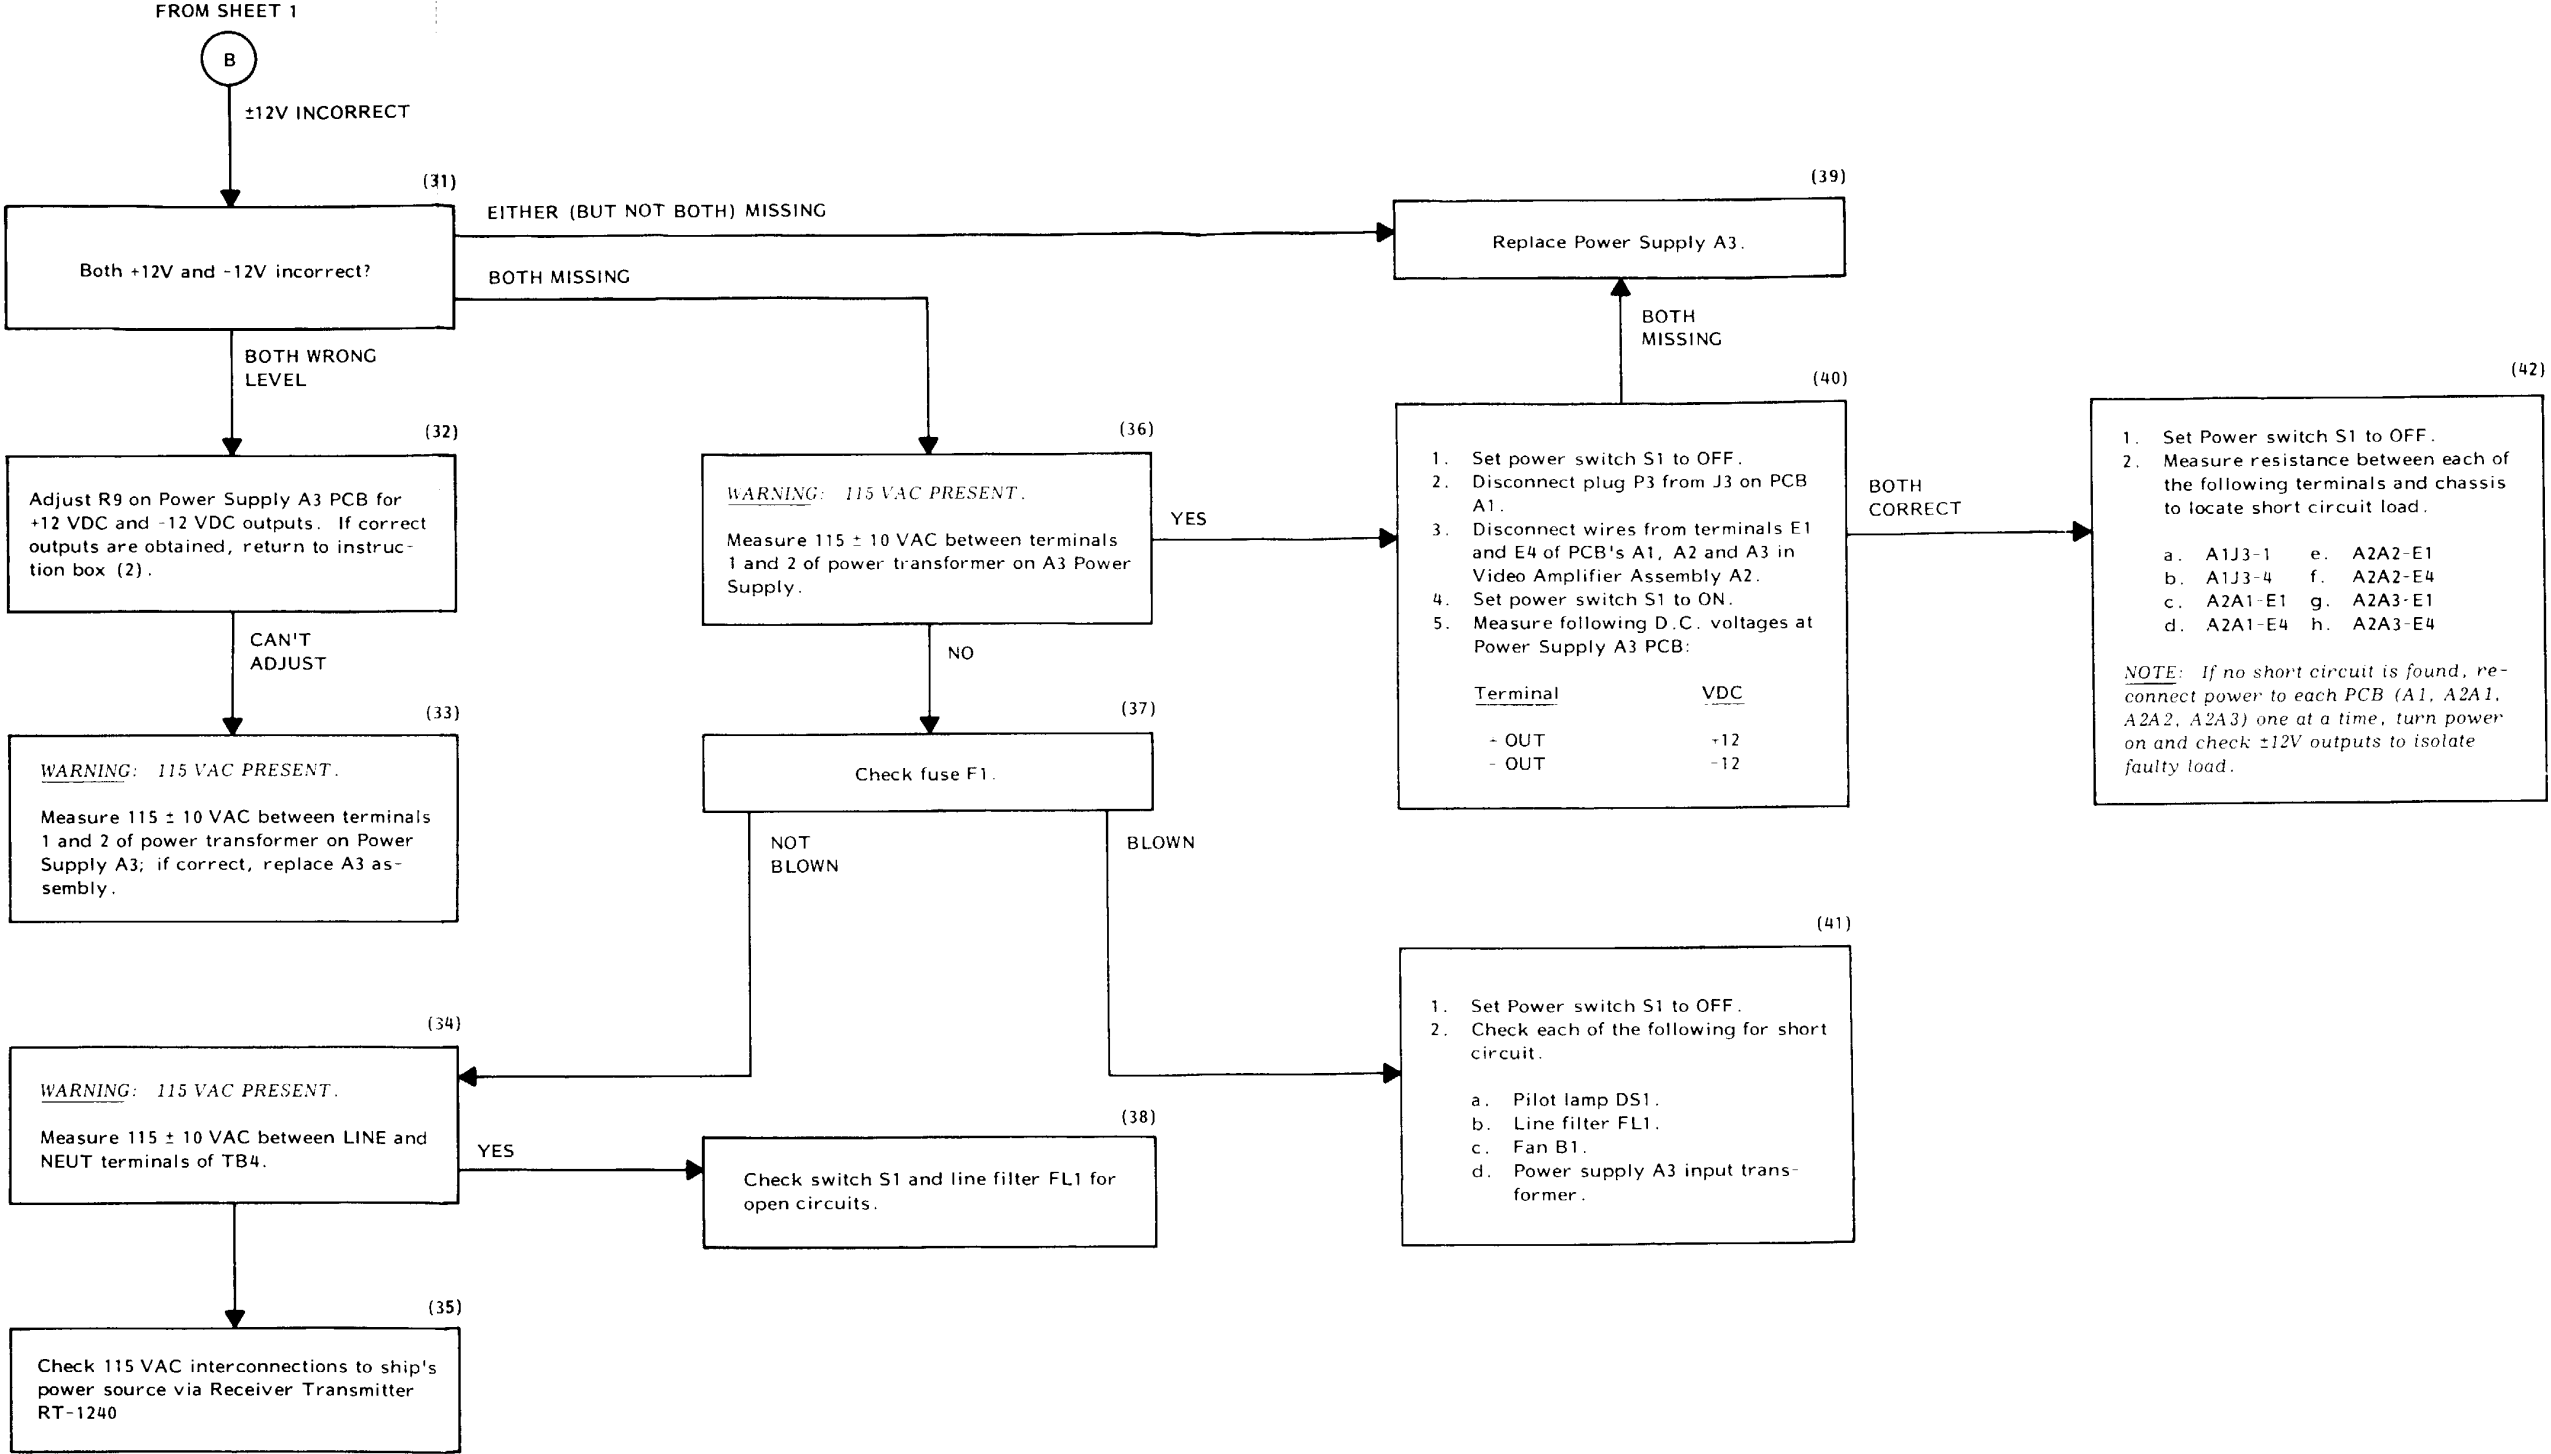 FROM SHEET 1
B
±12V INCORRECT
(31)
Both +12V and -12V incorrect?
EITHER (BUT NOT BOTH) MISSING
BOTH MISSING
(39)
Replace Power Supply A3.
BOTH WRONG
LEVEL
BOTH
MISSING
(32)
Adjust R9 on Power Supply A3 PCB for
+12 VDC and -12 VDC outputs. If correct
outputs are obtained, return to instruc-
tion box (2).
CAN'T
ADJUST
(33)
WARNING: 115 VAC PRESENT.
Measure 115 ± 10 VAC between terminals
1 and 2 of power transformer on Power
Supply A3; if correct, replace A3 as-
sembly.
(36)
WARNING: 115 VAC PRESENT.
Measure 115 ± 10 VAC between terminals
1 and 2 of power transformer on A3 Power
Supply.
YES
NO
(37)
Check fuse F1.
NOT
BLOWN
BLOWN
(40)
1. Set power switch S1 to OFF.
2. Disconnect plug P3 from J3 on PCB
A1.
3. Disconnect wires from terminals E1
and E4 of PCB's A1, A2 and A3 in
Video Amplifier Assembly A2.
4. Set power switch S1 to ON.
5. Measure following D.C. voltages at
Power Supply A3 PCB:
Terminal VDC
+ OUT +12
- OUT -12
BOTH
CORRECT
(42)
1. Set Power switch S1 to OFF.
2. Measure resistance between each of
the following terminals and chassis
to locate short circuit load.
a. A1J3-1 e. A2A2-E1
b. A1J3-4 f. A2A2-E4
c. A2A1-E1 g. A2A3-E1
d. A2A1-E4 h. A2A3-E4
NOTE: If no short circuit is found, re-
connect power to each PCB (A1, A2A1,
A2A2, A2A3) one at a time, turn power
on and check ±12V outputs to isolate
faulty load.
(34)
WARNING: 115 VAC PRESENT.
Measure 115 ± 10 VAC between LINE and
NEUT terminals of TB4.
YES
(38)
Check switch S1 and line filter FL1 for
open circuits.
(41)
1. Set Power switch S1 to OFF.
2. Check each of the following for short
circuit.
a. Pilot lamp DS1.
b. Line filter FL1.
c. Fan B1.
d. Power supply A3 input trans-
former.
(35)
Check 115 VAC interconnections to ship's
power source via Receiver Transmitter
RT-1240